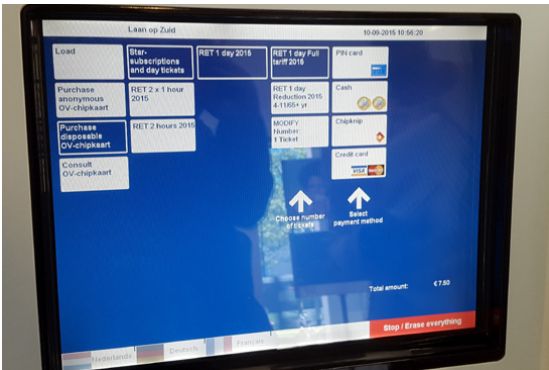 Laan op Zuid
10-09-2015 10:56:20
Load
Star-
subscriptions
and day tickets
RET 1 day 2015
RET 1 day Full
tariff 2015
PIN card
Purchase
anonymous
OV-chipkaart
RET 2 x 1 hour
2015
RET 1 day
Reduction 2015
4-11/65+ yr
Cash
Purchase
disposable
OV-chipkaart
RET 2 hours 2015
MODIFY
Number:
1 Ticket
Chipknip
Consult
OV-chipkaart
Credit card
VISA
Choose number
of tickets
Select
payment method
Total amount:
€ 7.50
Stop / Erase everything
Nederlands
Deutsch
Français